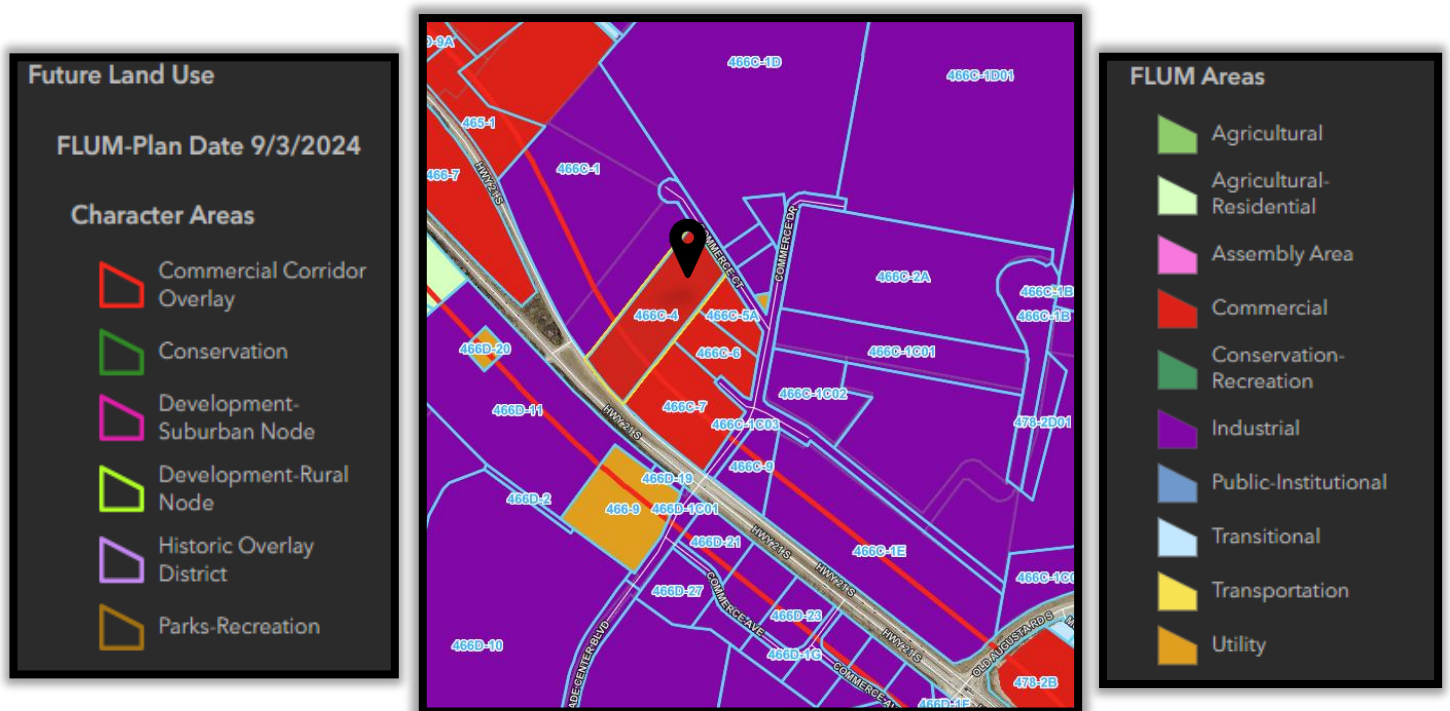 Future Land Use
FLUM-Plan Date 9/3/2024
Character Areas
Commercial Corridor
Overlay
Conservation
Development-
Suburban Node
Development-Rural
Node
Historic Overlay
District
Parks-Recreation
466C-1D
466C-1D01
465-1
HWY 21 S
466-7
466C-1
COMMERCE CT
COMMERCE DR
466C-2A
466C-1B
466C-1B
466C-4
466C-5A
466D-20
466C-6
466C-1C01
466D-11
466C-1C02
466C-7
HWY 21 S
466C-1C03
478-2D01
466C-9
466D-19
466D-2
466-9
466D-1C01
466D-21
HWY 21 S
HWY 21 S
466C-1E
466D-27
COMMERCE AVE
466D-23
HWY 21 S
466D-10
466D-1G
OLD AUGUSTA RD S
ADE CENTER BLVD
478-2B
FLUM Areas
Agricultural
Agricultural-
Residential
Assembly Area
Commercial
Conservation-
Recreation
Industrial
Public-Institutional
Transitional
Transportation
Utility